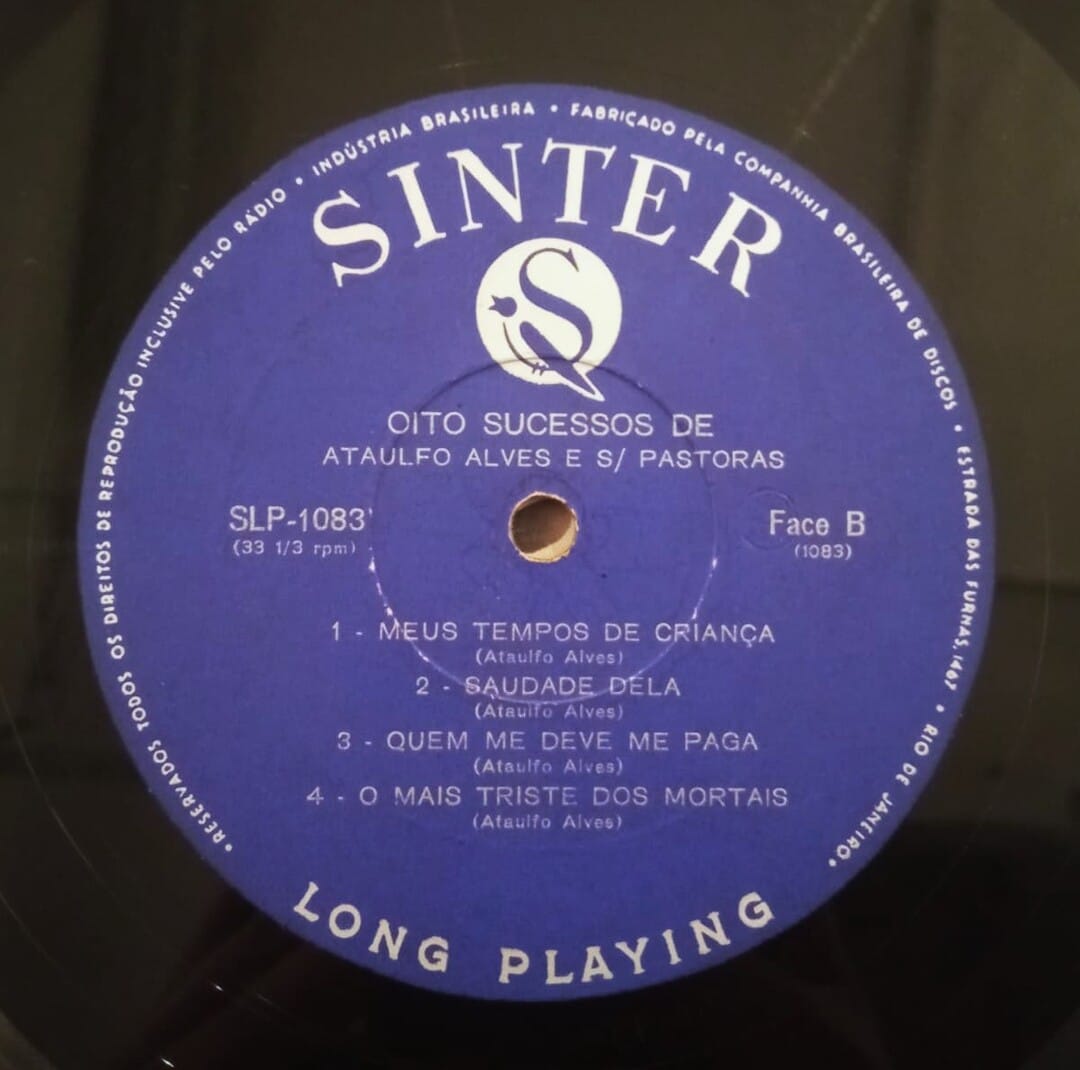 • RESERVADOS TODOS OS DIREITOS DE REPRODUÇÃO INCLUSIVE PELO RÁDIO • INDÚSTRIA BRASILEIRA • FABRICADO PELA COMPANHIA BRASILEIRA DE DISCOS • ESTRADA DAS FURNAS, 1467 • RIO DE JANEIRO •
SINTER
S
OITO SUCESSOS DE
ATAULFO ALVES E S/ PASTORAS
SLP-1083
(33 1/3 rpm)
Face B
(1083)
1 - MEUS TEMPOS DE CRIANÇA
(Ataulfo Alves)
2 - SAUDADE DELA
(Ataulfo Alves)
3 - QUEM ME DEVE ME PAGA
(Ataulfo Alves)
4 - O MAIS TRISTE DOS MORTAIS
(Ataulfo Alves)
LONG PLAYING